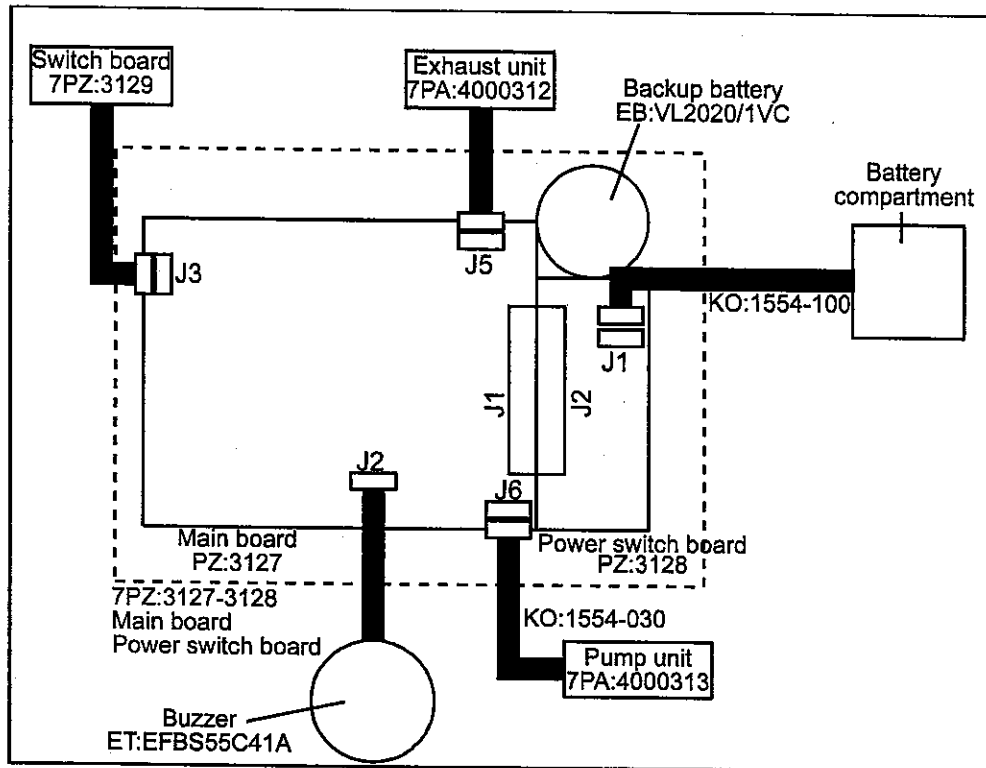 Switch board
7PZ:3129
Exhaust unit
7PA:4000312
Backup battery
EB:VL2020/1VC
Battery
compartment
J3
J5
KO:1554-100
J1
J1
J2
J2
J6
Main board
PZ:3127
Power switch board
PZ:3128
7PZ:3127-3128
Main board
Power switch board
KO:1554-030
Pump unit
7PA:4000313
Buzzer
ET:EFBS55C41A